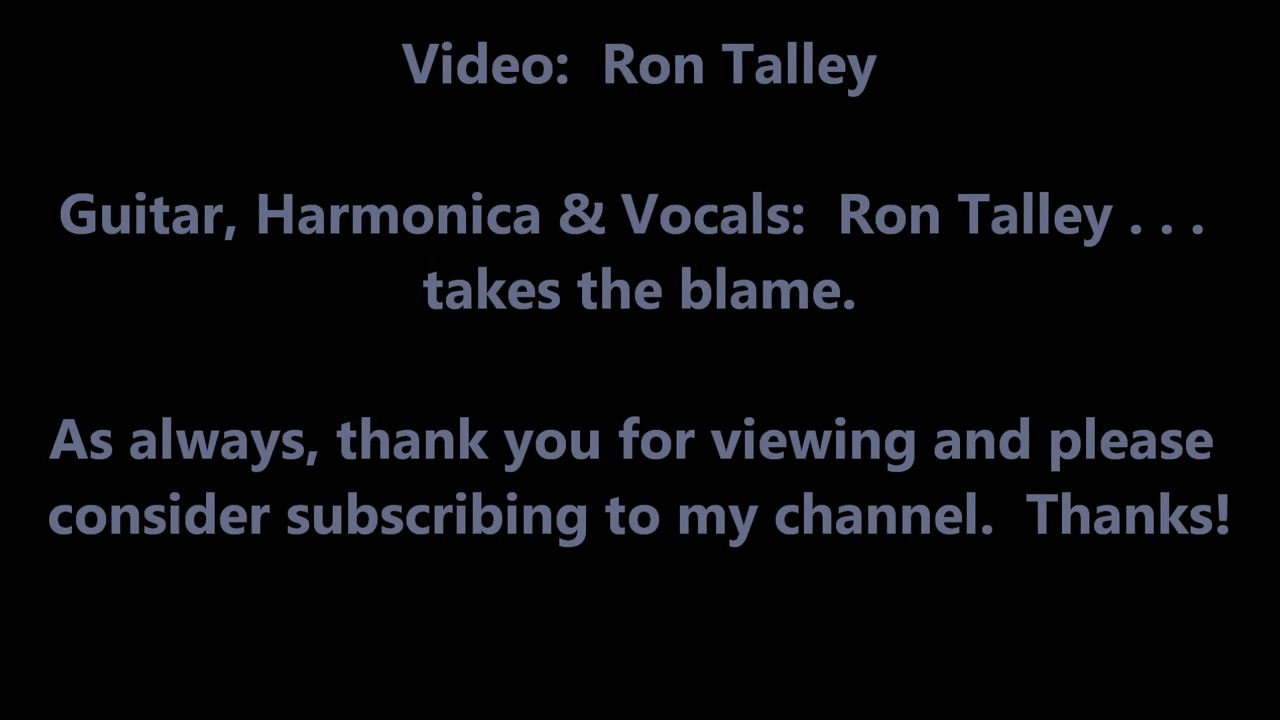 Video:  Ron Talley
Guitar, Harmonica & Vocals:  Ron Talley . . .
takes the blame.
As always, thank you for viewing and please
consider subscribing to my channel.  Thanks!